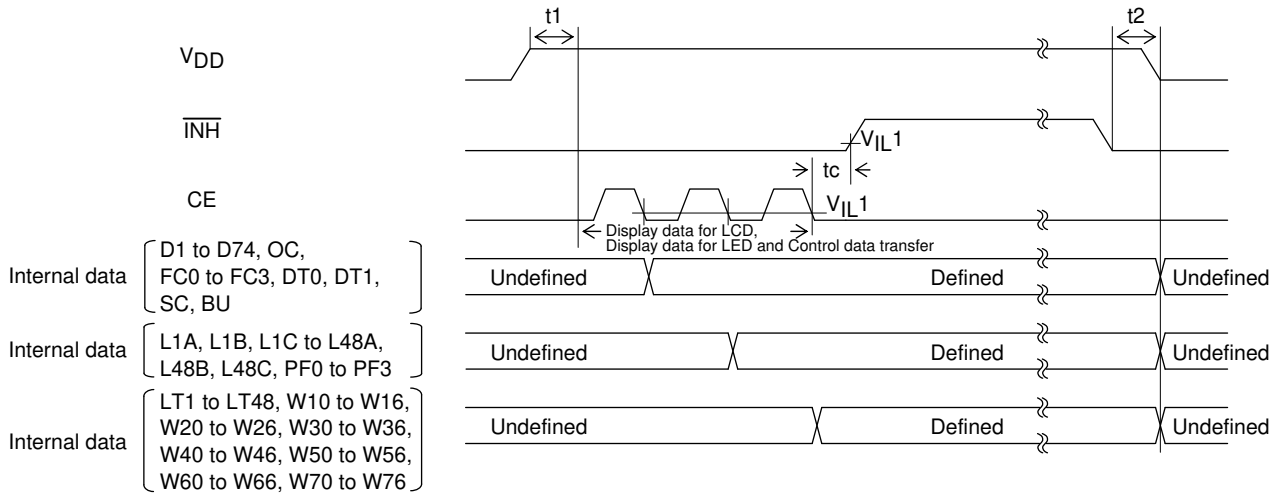 t1
t2
VDD
INH
VIL1
tc
CE
VIL1
Display data for LCD,
Display data for LED and Control data transfer
Internal data
D1 to D74, OC,
FC0 to FC3, DT0, DT1,
SC, BU
Undefined
Defined
Undefined
Internal data
L1A, L1B, L1C to L48A,
L48B, L48C, PF0 to PF3
Undefined
Defined
Undefined
Internal data
LT1 to LT48, W10 to W16,
W20 to W26, W30 to W36,
W40 to W46, W50 to W56,
W60 to W66, W70 to W76
Undefined
Defined
Undefined